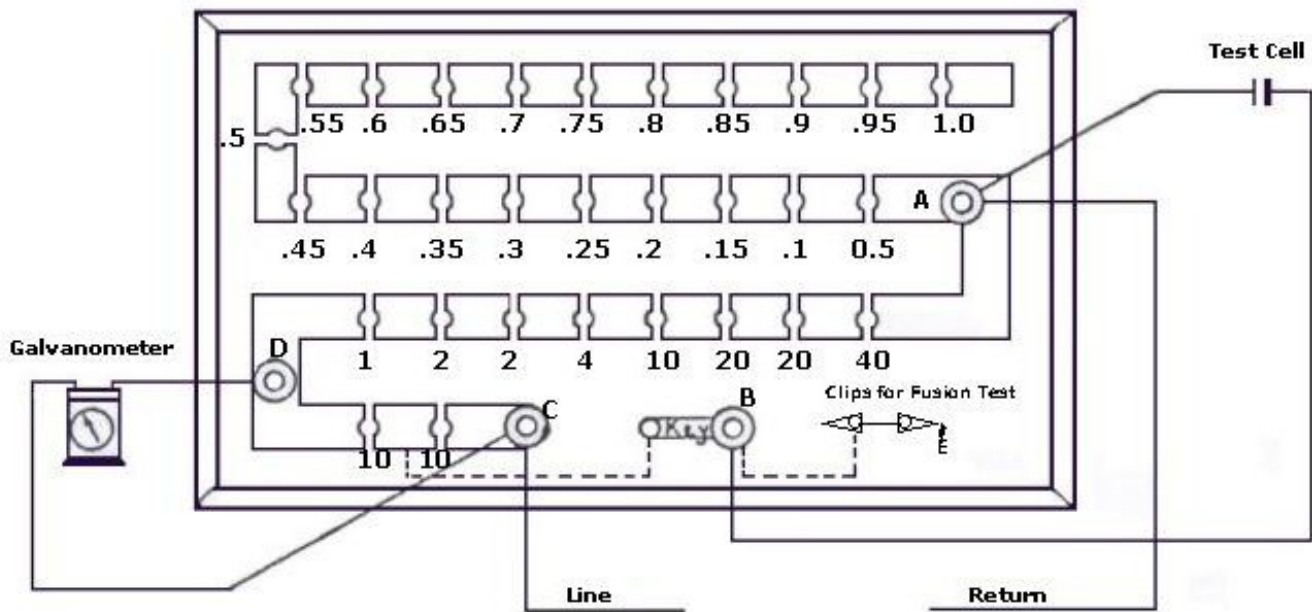 Test Cell
.55 .6 .65 .7 .75 .8 .85 .9 .95 1.0
.5
A
.45 .4 .35 .3 .25 .2 .15 .1 0.5
Galvanometer
D
1 2 2 4 10 20 20 40
Clips for Fusion Test
C
Key
B
E
10 10
Line
Return